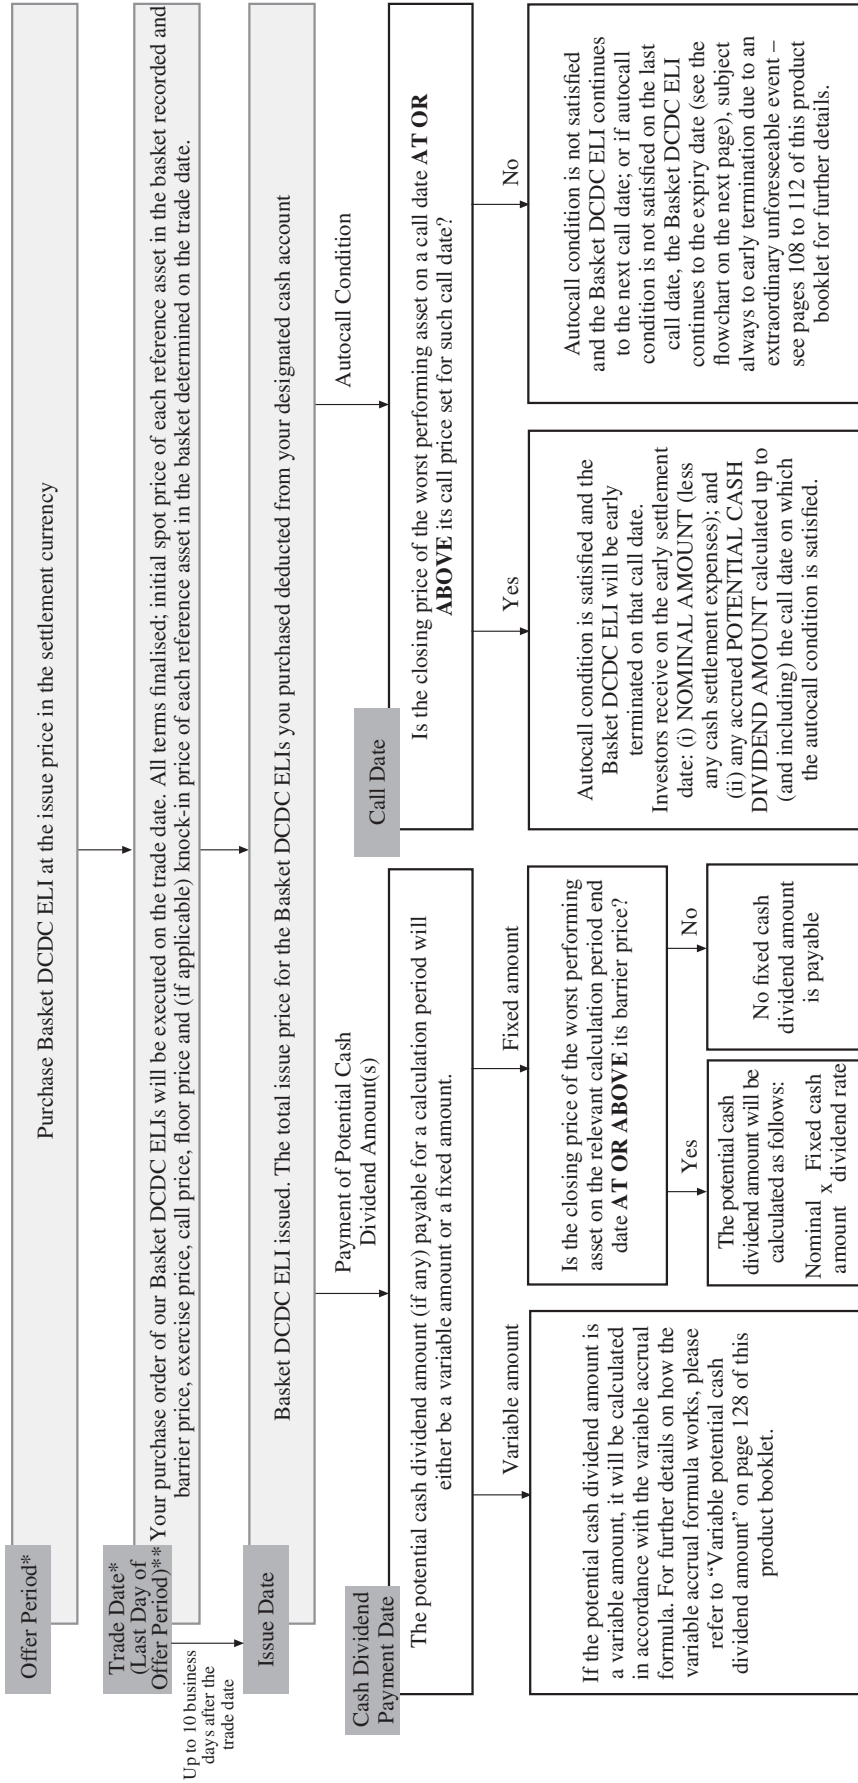 Offer Period*
Purchase Basket DCDC ELI at the issue price in the settlement currency
Trade Date*
(Last Day of
Offer Period)**
Your purchase order of our Basket DCDC ELIs will be executed on the trade date. All terms finalised; initial spot price of each reference asset in the basket recorded and
barrier price, exercise price, call price, floor price and (if applicable) knock-in price of each reference asset in the basket determined on the trade date.
Up to 10 business
days after the
trade date
Issue Date
Basket DCDC ELI issued. The total issue price for the Basket DCDC ELIs you purchased deducted from your designated cash account
Payment of Potential Cash
Dividend Amount(s)
Autocall Condition
Cash Dividend
Payment Date
The potential cash dividend amount (if any) payable for a calculation period will
either be a variable amount or a fixed amount.
Call Date
Is the closing price of the worst performing asset on a call date AT OR
ABOVE its call price set for such call date?
Variable amount
Fixed amount
Yes
No
If the potential cash dividend amount is
a variable amount, it will be calculated
in accordance with the variable accrual
formula. For further details on how the
variable accrual formula works, please
refer to “Variable potential cash
dividend amount” on page 128 of this
product booklet.
Is the closing price of the worst performing
asset on the relevant calculation period end
date AT OR ABOVE its barrier price?
Yes
No
The potential cash
dividend amount will be
calculated as follows:
Nominal amount x Fixed cash dividend rate
No fixed cash
dividend amount
is payable
Autocall condition is satisfied and the
Basket DCDC ELI will be early
terminated on that call date.
Investors receive on the early settlement
date: (i) NOMINAL AMOUNT (less
any cash settlement expenses); and
(ii) any accrued POTENTIAL CASH
DIVIDEND AMOUNT calculated up to
(and including) the call date on which
the autocall condition is satisfied.
Autocall condition is not satisfied
and the Basket DCDC ELI continues
to the next call date; or if autocall
condition is not satisfied on the last
call date, the Basket DCDC ELI
continues to the expiry date (see the
flowchart on the next page), subject
always to early termination due to an
extraordinary unforeseeable event –
see pages 108 to 112 of this product
booklet for further details.